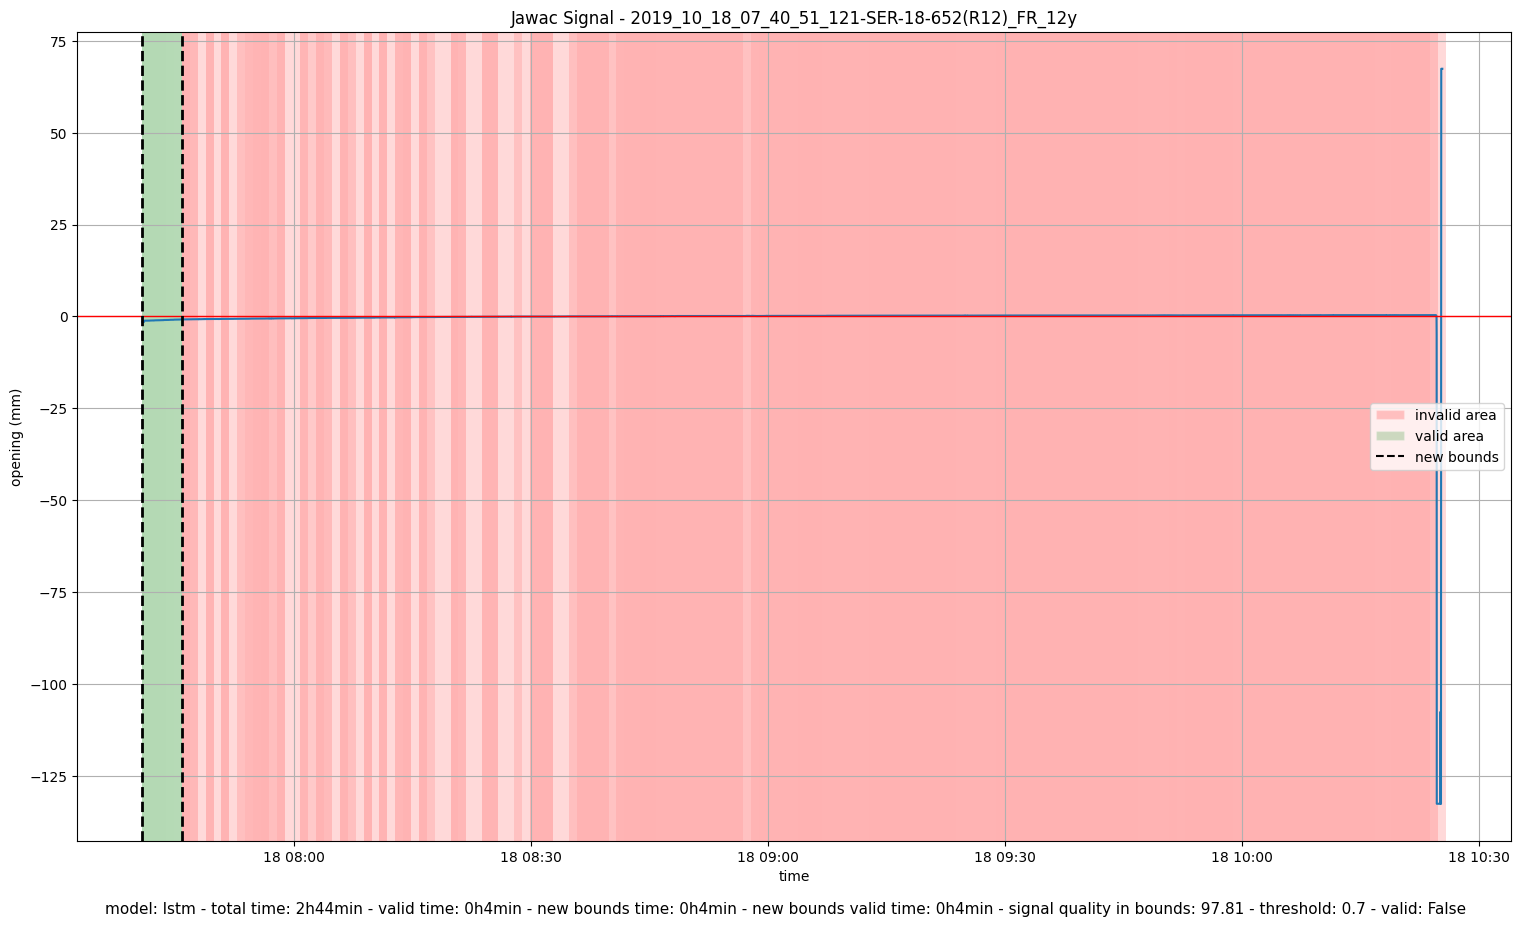 Jawac Signal - 2019_10_18_07_40_51_121-SER-18-652(R12)_FR_12y
75
50
25
0
−25
−50
−75
−100
−125
opening (mm)
invalid area
valid area
new bounds
18 08:00
18 08:30
18 09:00
18 09:30
18 10:00
18 10:30
time
model: lstm - total time: 2h44min - valid time: 0h4min - new bounds time: 0h4min - new bounds valid time: 0h4min - signal quality in bounds: 97.81 - threshold: 0.7 - valid: False